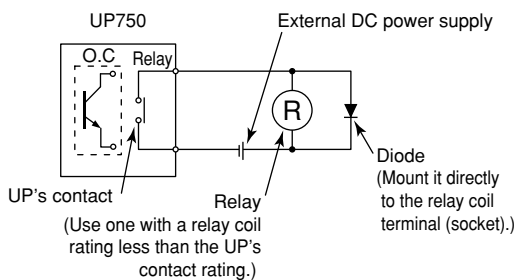 UP750
External DC power supply
O.C
Relay
R
UP's contact
Relay
(Use one with a relay coil
rating less than the UP's
contact rating.)
Diode
(Mount it directly
to the relay coil
terminal (socket).)